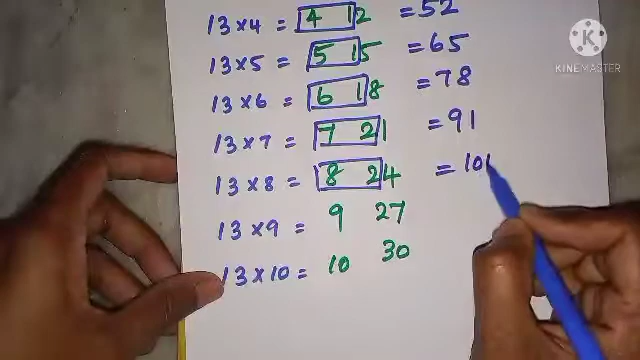 13×4 = 4 12 = 52
13×5 = 5 15 = 65
13×6 = 6 18 = 78
13×7 = 7 21 = 91
13×8 = 8 24 = 10
13×9 = 9 27
13×10 = 10 30
KINEMASTER